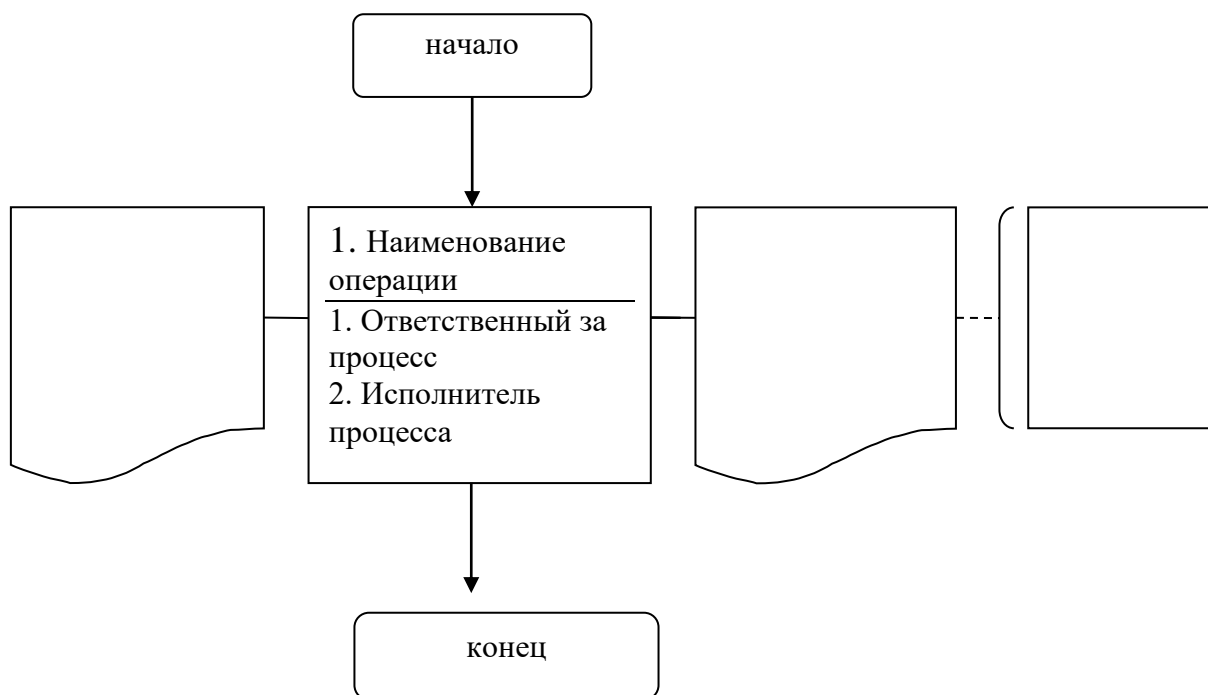 начало
1. Наименование
операции
1. Ответственный за
процесс
2. Исполнитель
процесса
конец